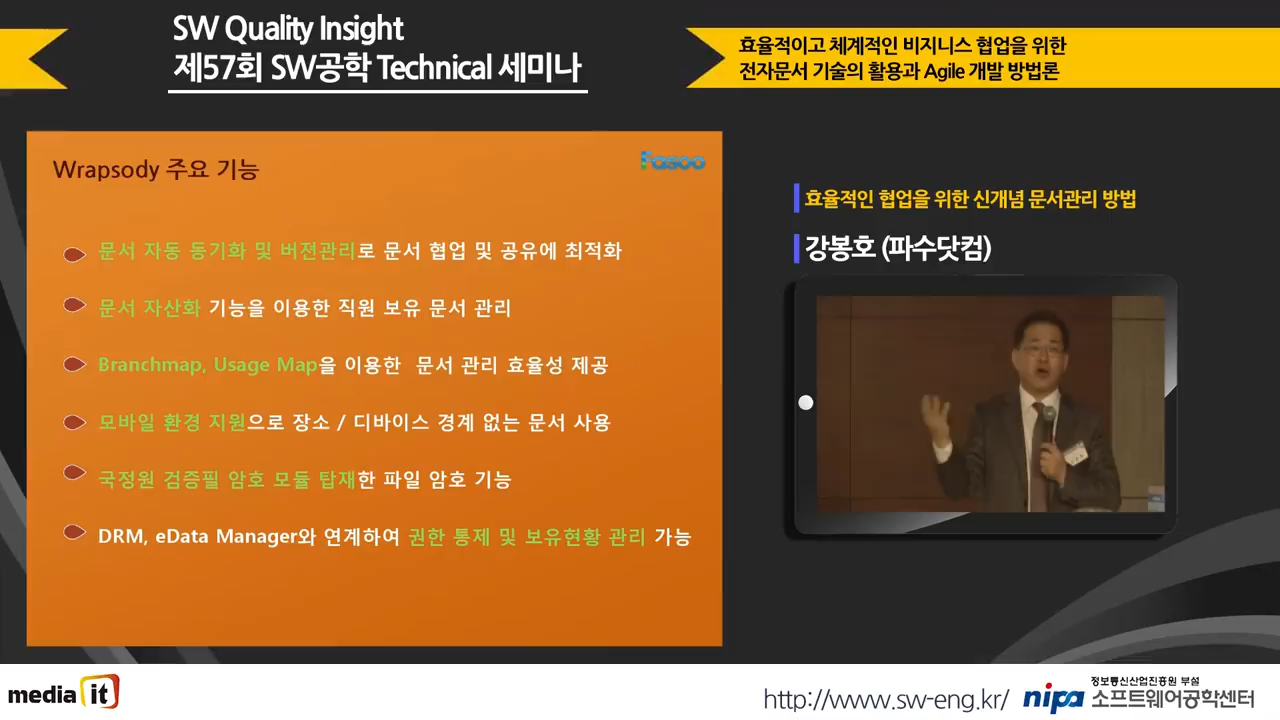 SW Quality Insight
제57회 SW공학 Technical 세미나
효율적이고 체계적인 비지니스 협업을 위한
전자문서 기술의 활용과 Agile 개발 방법론
Wrapsody 주요 기능
Fasoo
문서 자동 동기화 및 버전관리로 문서 협업 및 공유에 최적화
문서 자산화 기능을 이용한 직원 보유 문서 관리
Branchmap, Usage Map을 이용한 문서 관리 효율성 제공
모바일 환경 지원으로 장소 / 디바이스 경계 없는 문서 사용
국정원 검증필 암호 모듈 탑재한 파일 암호 기능
DRM, eData Manager와 연계하여 권한 통제 및 보유현황 관리 가능
효율적인 협업을 위한 신개념 문서관리 방법
강봉호 (파수닷컴)
media it
http://www.sw-eng.kr/
nipa
정보통신산업진흥원 부설
소프트웨어공학센터